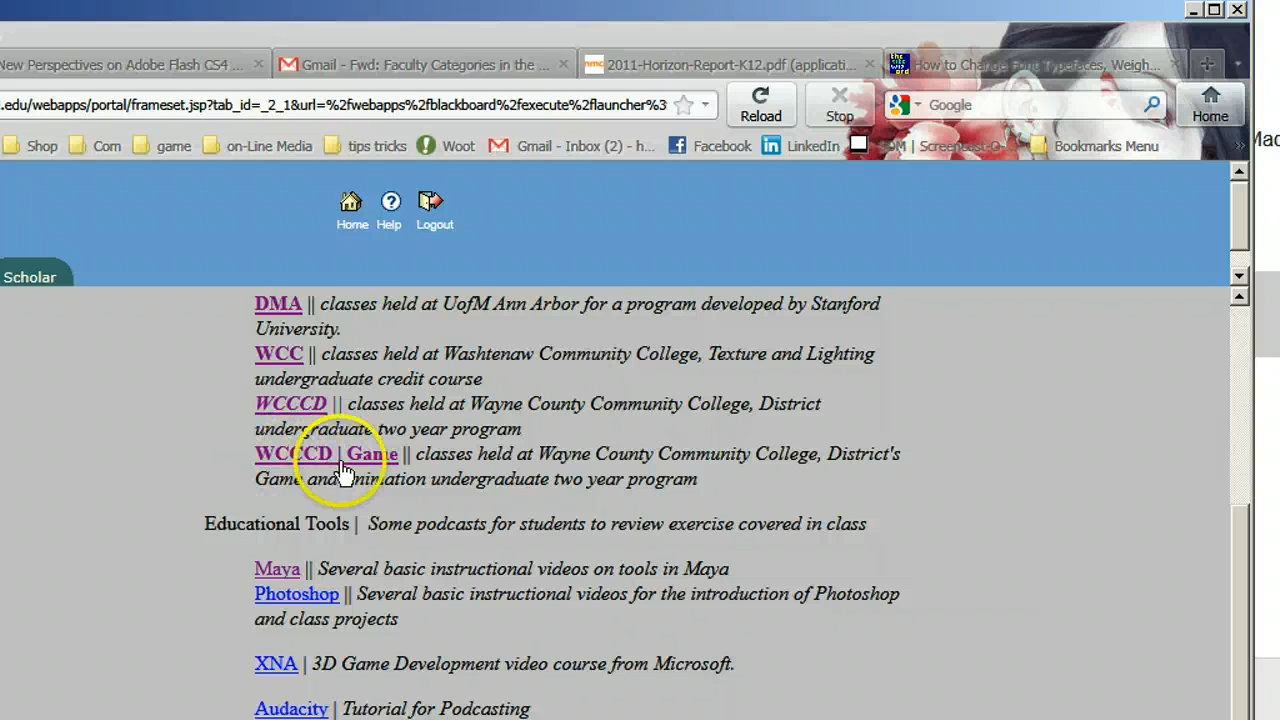 New Perspectives on Adobe Flash CS4 ...
Gmail - Fwd: Faculty Categories in the ...
2011-Horizon-Report-K12.pdf (applicati...
How to Change Font Typefaces, Weigh...
.edu/webapps/portal/frameset.jsp?tab_id=_2_1&url=%2fwebapps%2fblackboard%2fexecute%2flauncher%3
Reload
Stop
Google
Home
Shop
Com
game
on-Line Media
tips tricks
Woot
Gmail - Inbox (2) - h...
Facebook
LinkedIn
OM | Screencast-O-
Bookmarks Menu
Home
Help
Logout
Scholar
DMA || classes held at UofM Ann Arbor for a program developed by Stanford
University.
WCC || classes held at Washtenaw Community College, Texture and Lighting
undergraduate credit course
WCCCD || classes held at Wayne County Community College, District
undergraduate two year program
WCCCD | Game || classes held at Wayne County Community College, District's
Game and Animation undergraduate two year program
Educational Tools | Some podcasts for students to review exercise covered in class
Maya || Several basic instructional videos on tools in Maya
Photoshop || Several basic instructional videos for the introduction of Photoshop
and class projects
XNA | 3D Game Development video course from Microsoft.
Audacity | Tutorial for Podcasting